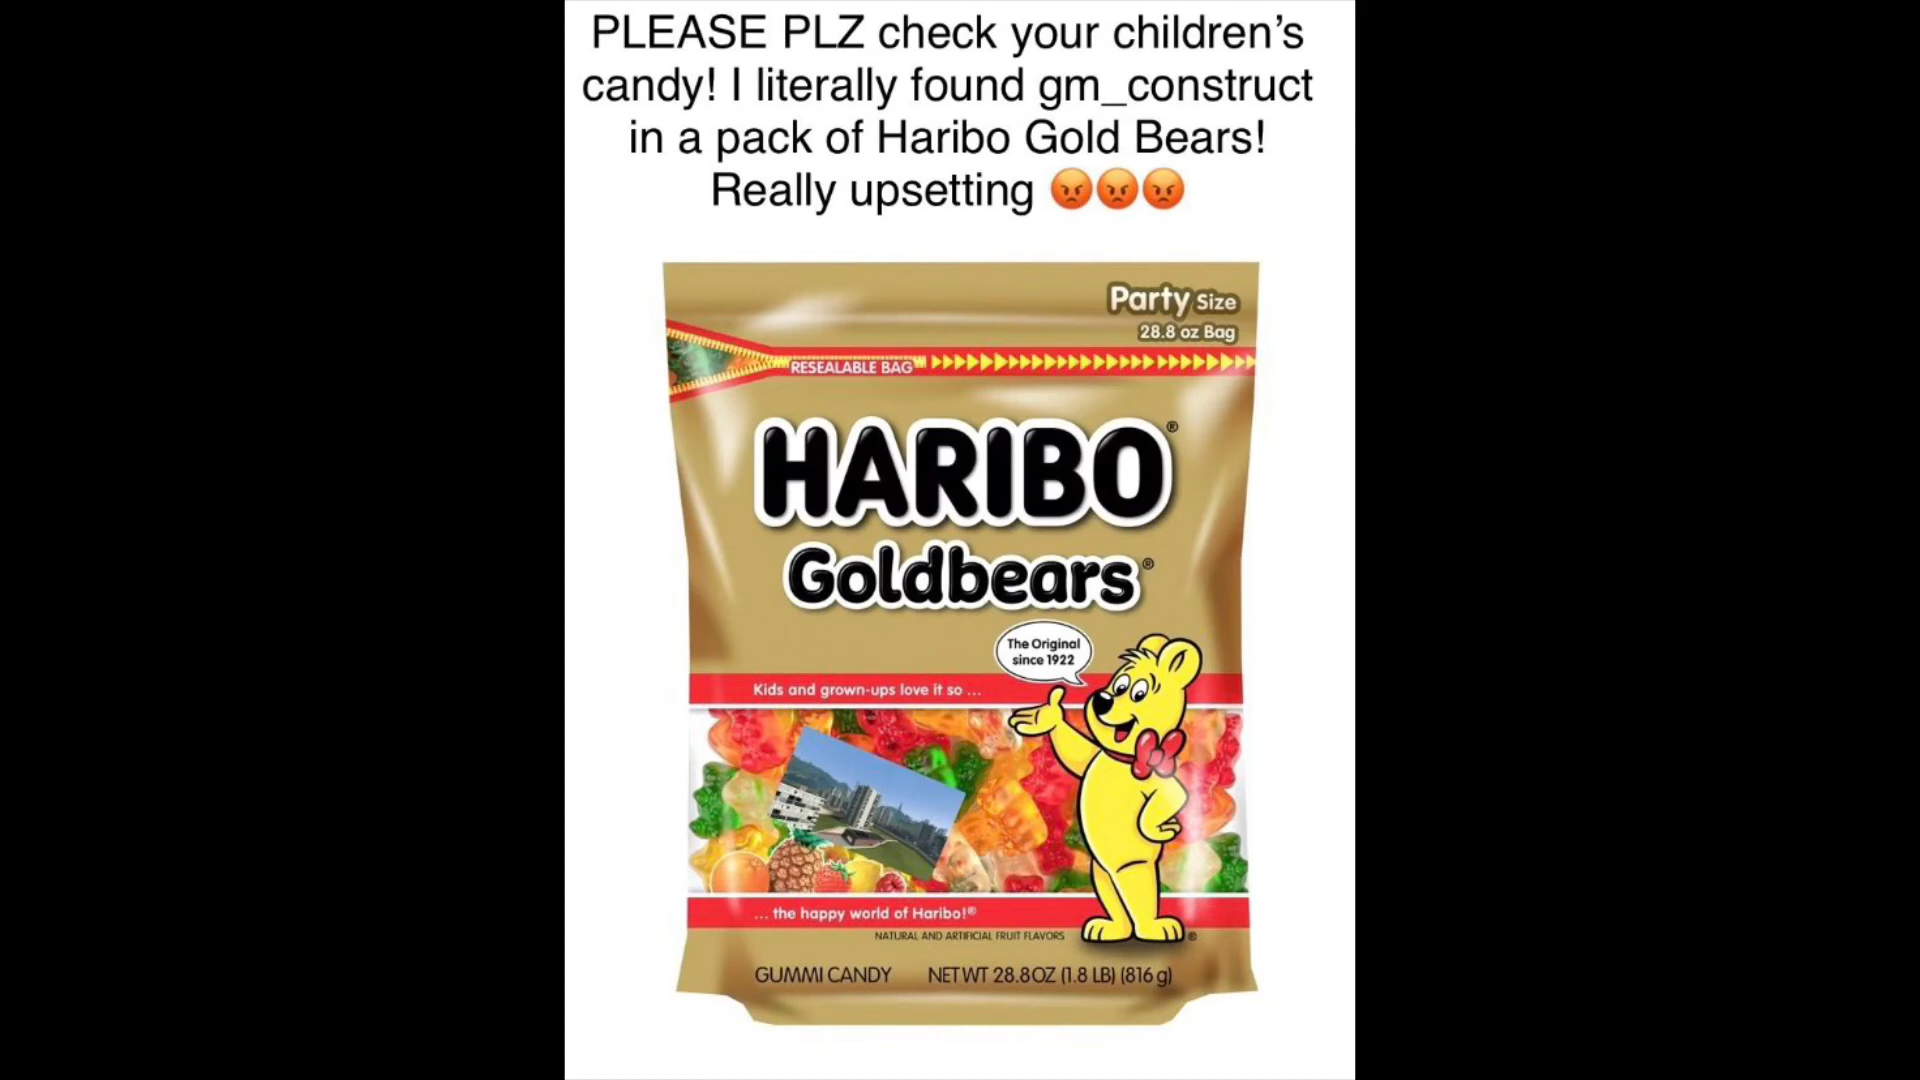 PLEASE PLZ check your children’s
candy! I literally found gm_construct
in a pack of Haribo Gold Bears!
Really upsetting 😡😡😡
Party Size
28.8 oz Bag
RESEALABLE BAG
HARIBO®
Goldbears®
The Original
since 1922
Kids and grown-ups love it so ...
... the happy world of Haribo!®
NATURAL AND ARTIFICIAL FRUIT FLAVORS
®
GUMMI CANDY NET WT 28.8OZ (1.8 LB) (816 g)